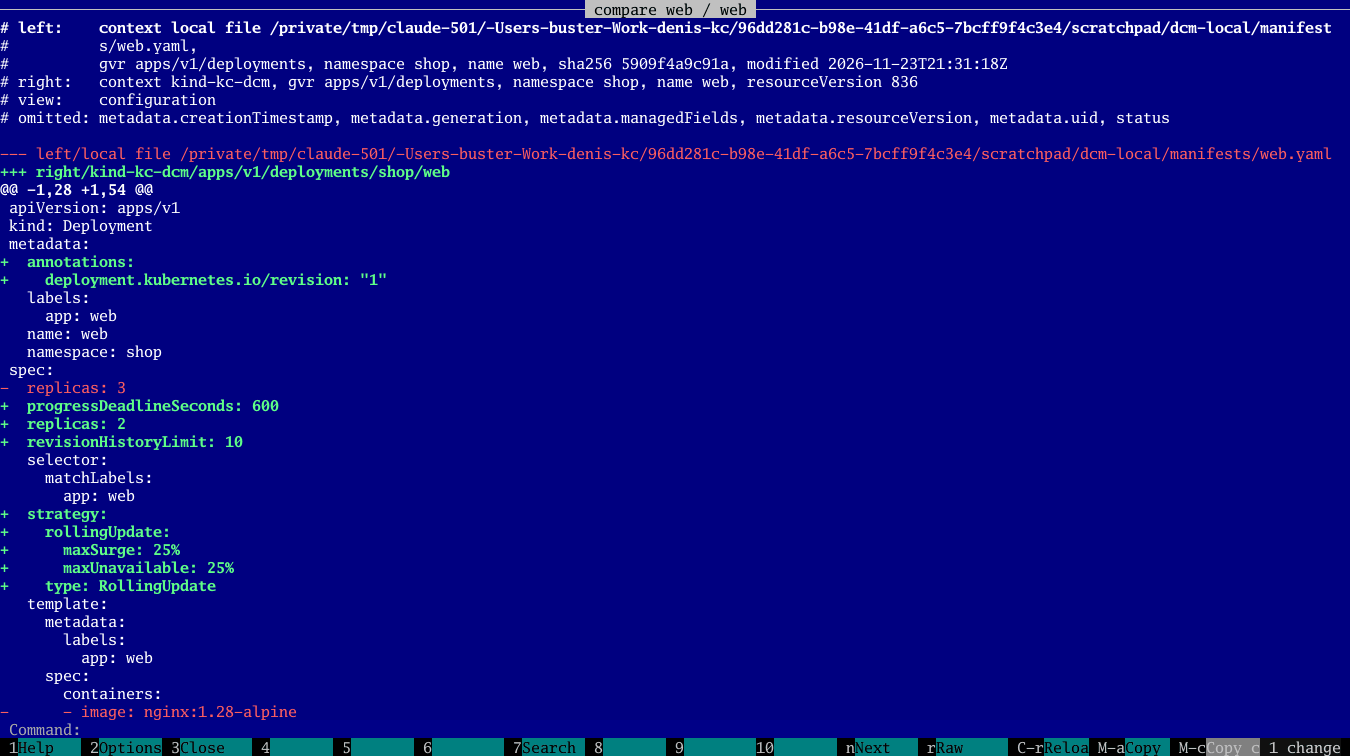 compare web / web
# left:    context local file /private/tmp/claude-501/-Users-buster-Work-denis-kc/96dd281c-b98e-41df-a6c5-7bcff9f4c3e4/scratchpad/dcm-local/manifest
#          s/web.yaml,
#          gvr apps/v1/deployments, namespace shop, name web, sha256 5909f4a9c91a, modified 2026-11-23T21:31:18Z
# right:   context kind-kc-dcm, gvr apps/v1/deployments, namespace shop, name web, resourceVersion 836
# view:    configuration
# omitted: metadata.creationTimestamp, metadata.generation, metadata.managedFields, metadata.resourceVersion, metadata.uid, status
--- left/local file /private/tmp/claude-501/-Users-buster-Work-denis-kc/96dd281c-b98e-41df-a6c5-7bcff9f4c3e4/scratchpad/dcm-local/manifests/web.yaml
+++ right/kind-kc-dcm/apps/v1/deployments/shop/web
@@ -1,28 +1,54 @@
 apiVersion: apps/v1
 kind: Deployment
 metadata:
+  annotations:
+    deployment.kubernetes.io/revision: "1"
   labels:
     app: web
   name: web
   namespace: shop
 spec:
-  replicas: 3
+  progressDeadlineSeconds: 600
+  replicas: 2
+  revisionHistoryLimit: 10
   selector:
     matchLabels:
       app: web
+  strategy:
+    rollingUpdate:
+      maxSurge: 25%
+      maxUnavailable: 25%
+    type: RollingUpdate
   template:
     metadata:
       labels:
         app: web
     spec:
       containers:
-      - image: nginx:1.28-alpine
 Command:
 1Help   2Options 3Close   4       5       6       7Search  8       9       10       nNext   rRaw     C-rReloa M-aCopy  M-cCopy c 1 change